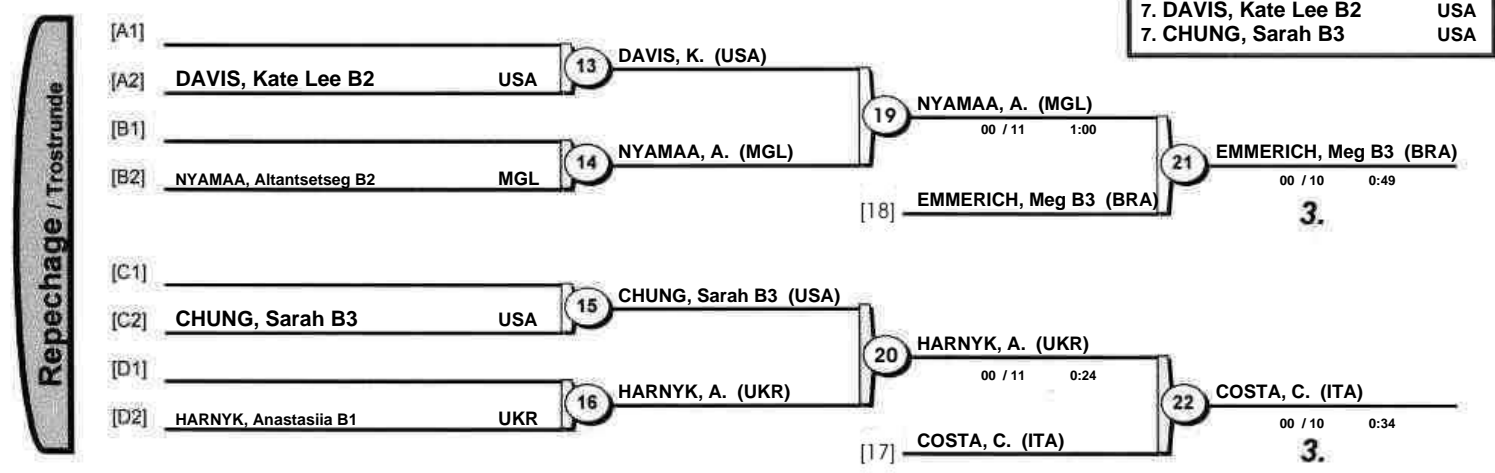 7. DAVIS, Kate Lee B2 USA
7. CHUNG, Sarah B3 USA
Repechage / Trostrunde
[A1]
[A2] DAVIS, Kate Lee B2 USA
13 DAVIS, K. (USA)
[B1]
[B2] NYAMAA, Altantsetseg B2 MGL
14 NYAMAA, A. (MGL)
19 NYAMAA, A. (MGL)
00 / 11 1:00
[18] EMMERICH, Meg B3 (BRA)
21 EMMERICH, Meg B3 (BRA)
00 / 10 0:49
3.
[C1]
[C2] CHUNG, Sarah B3 USA
15 CHUNG, Sarah B3 (USA)
[D1]
[D2] HARNYK, Anastasiia B1 UKR
16 HARNYK, A. (UKR)
20 HARNYK, A. (UKR)
00 / 11 0:24
[17] COSTA, C. (ITA)
22 COSTA, C. (ITA)
00 / 10 0:34
3.